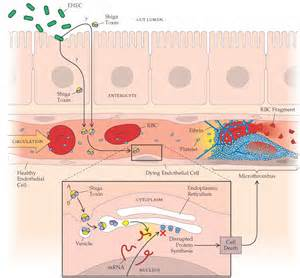 EHEC
?
Shiga
Toxin
GUT LUMEN
?
Shiga
Toxin
ENTEROCYTE
RBC Fragment
RBC
Fibrin
CIRCULATION
Platelet
Healthy
Endothelial
Cell
Dying Endothelial Cell
Microthrombus
A
Shiga
Toxin
CYTOPLASM
Endoplasmic
Reticulum
Vesicle
Disrupted
Protein
Synthesis
Cell
Death
mRNA
NUCLEUS